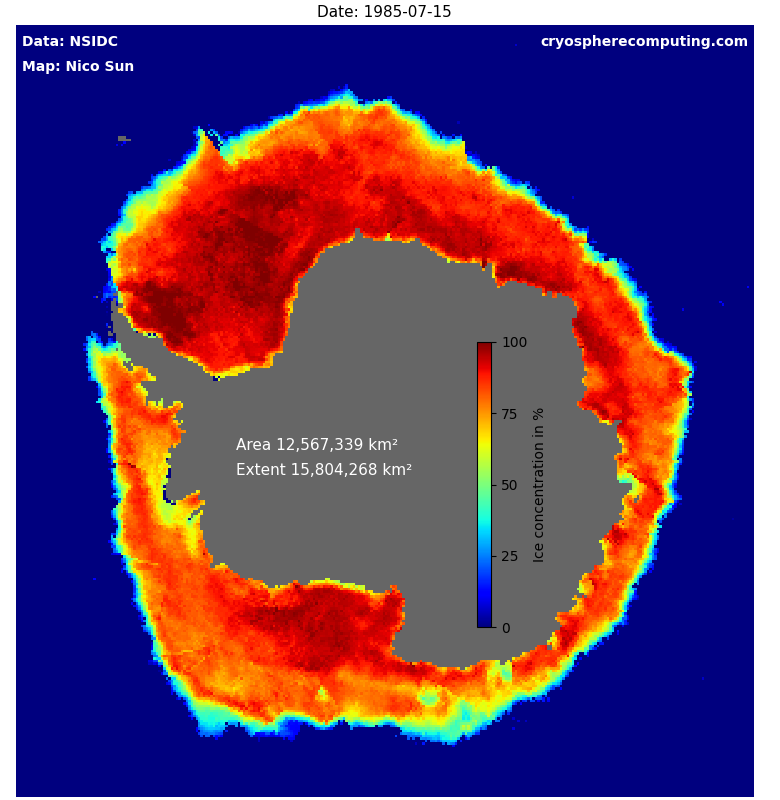 Date: 1985-07-15
Data: NSIDC
cryospherecomputing.com
Map: Nico Sun
100
75
50
25
0
Ice concentration in %
Area 12,567,339 km²
Extent 15,804,268 km²